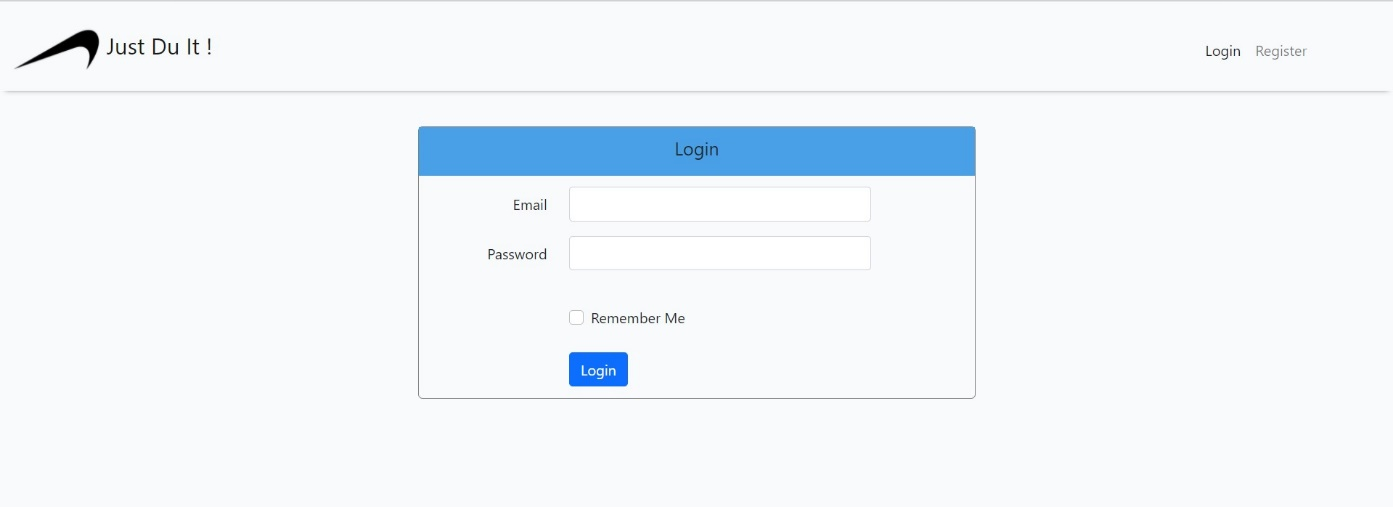 Just Du It !
Login Register
Login
Email
Password
Remember Me
Login